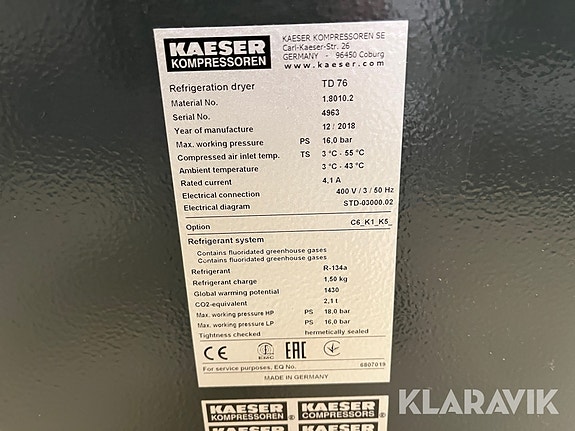 KAESER
KOMPRESSOREN
KAESER KOMPRESSOREN SE
Carl-Kaeser-Str. 26
GERMANY - 96450 Coburg
www.kaeser.com
Refrigeration dryer TD 76
Material No. 1.8010.2
Serial No. 4963
Year of manufacture 12 / 2018
Max. working pressure PS 16,0 bar
Compressed air inlet temp. TS 3 °C - 55 °C
Ambient temperature 3 °C - 43 °C
Rated current 4,1 A
Electrical connection 400 V / 3 / 50 Hz
Electrical diagram STD-03000.02
Option C6_K1_K5_
Refrigerant system
Contains fluoridated greenhouse gases
Contains fluorinated greenhouse gases
Refrigerant R-134a
Refrigerant charge 1,50 kg
Global warming potential 1430
CO2-equivalent 2,1 t
Max. working pressure HP PS 18,0 bar
Max. working pressure LP PS 16,0 bar
Tightness checked hermetically sealed
CE EMC EAC
For service purposes, EQ No. 6807019
MADE IN GERMANY
KAESER KAESER
KOMPRESSOREN® COMPRESSORS®
KLARAVIK